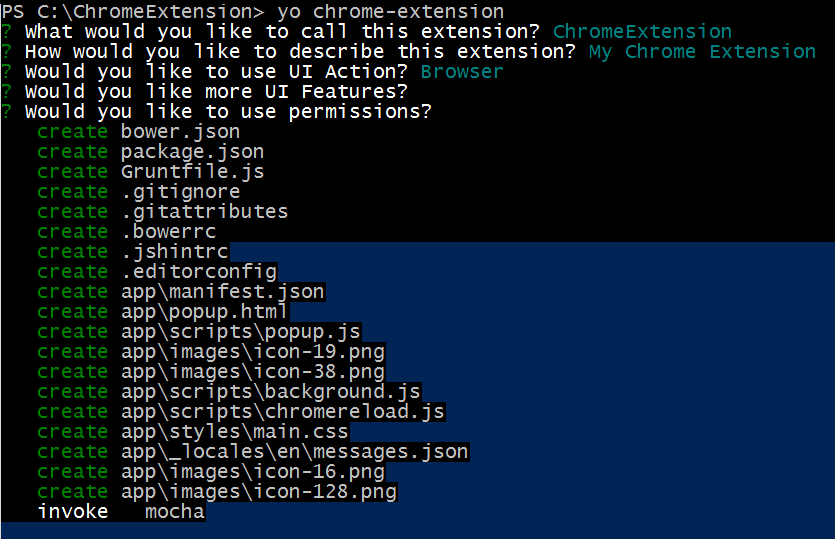 PS C:\ChromeExtension> yo chrome-extension
? What would you like to call this extension? ChromeExtension
? How would you like to describe this extension? My Chrome Extension
? Would you like to use UI Action? Browser
? Would you like more UI Features?
? Would you like to use permissions?
create bower.json
create package.json
create Gruntfile.js
create .gitignore
create .gitattributes
create .bowerrc
create .jshintrc
create .editorconfig
create app\manifest.json
create app\popup.html
create app\scripts\popup.js
create app\images\icon-19.png
create app\images\icon-38.png
create app\scripts\background.js
create app\scripts\chromereload.js
create app\styles\main.css
create app\_locales\en\messages.json
create app\images\icon-16.png
create app\images\icon-128.png
invoke mocha